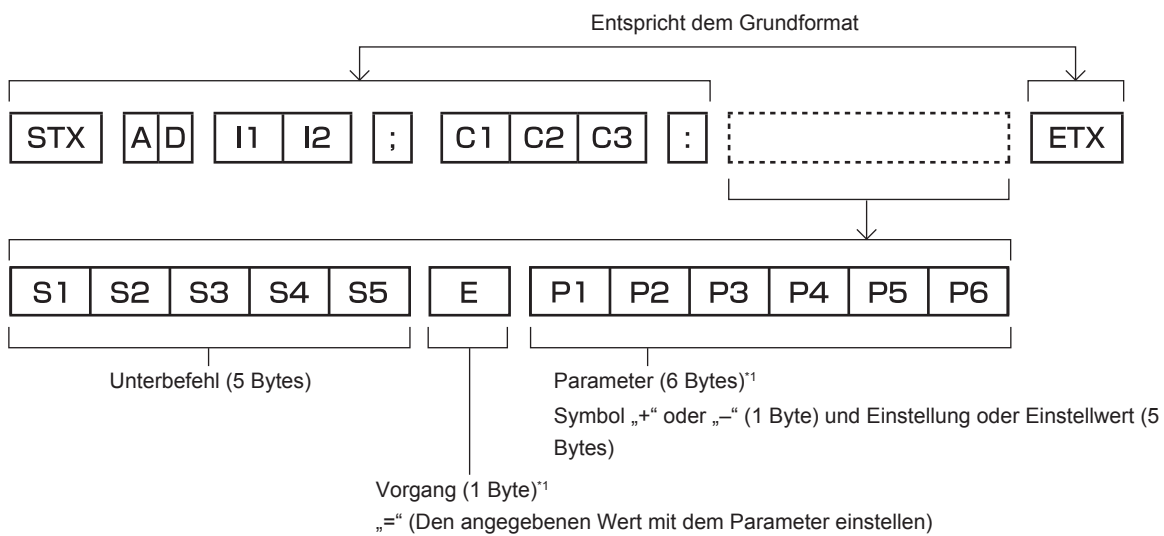 Entspricht dem Grundformat
STX A D I1 I2 ; C1 C2 C3 : ETX
S1 S2 S3 S4 S5 E P1 P2 P3 P4 P5 P6
Unterbefehl (5 Bytes)
Parameter (6 Bytes)*1
Symbol „+“ oder „–“ (1 Byte) und Einstellung oder Einstellwert (5
Bytes)
Vorgang (1 Byte)*1
„=“ (Den angegebenen Wert mit dem Parameter einstellen)